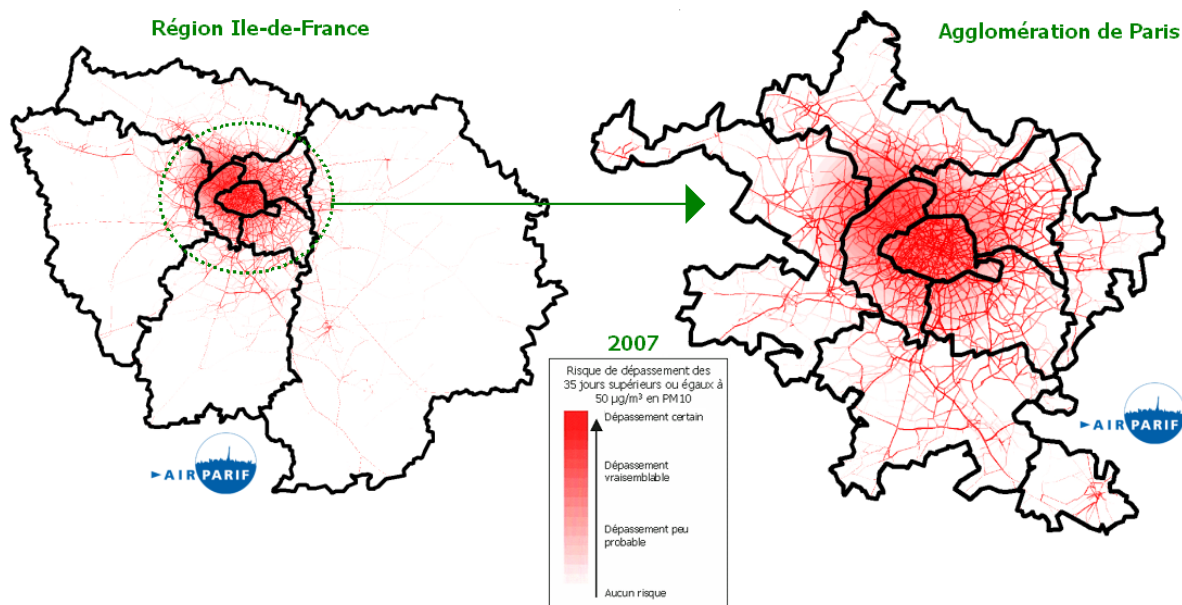 Région Ile-de-France
Agglomération de Paris
2007
Risque de dépassement des
35 jours supérieurs ou égaux à
50 µg/m³ en PM10
Dépassement certain
Dépassement
vraisemblable
Dépassement peu
probable
Aucun risque
AIRPARIF
AIRPARIF